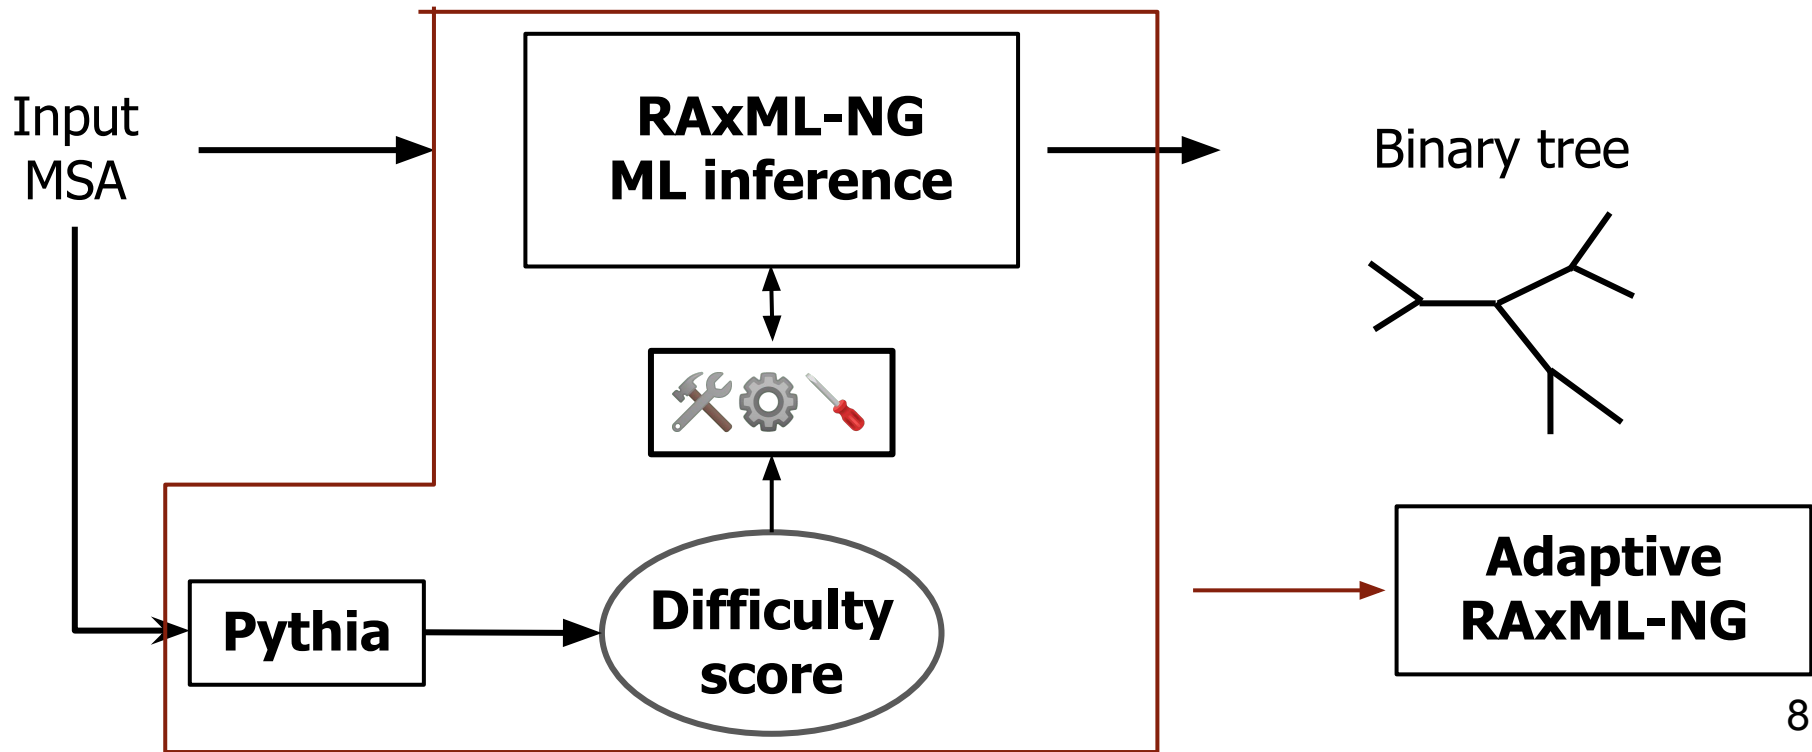 Input
MSA
RAxML-NG
ML inference
Binary tree
Pythia
Difficulty
score
Adaptive
RAxML-NG
8